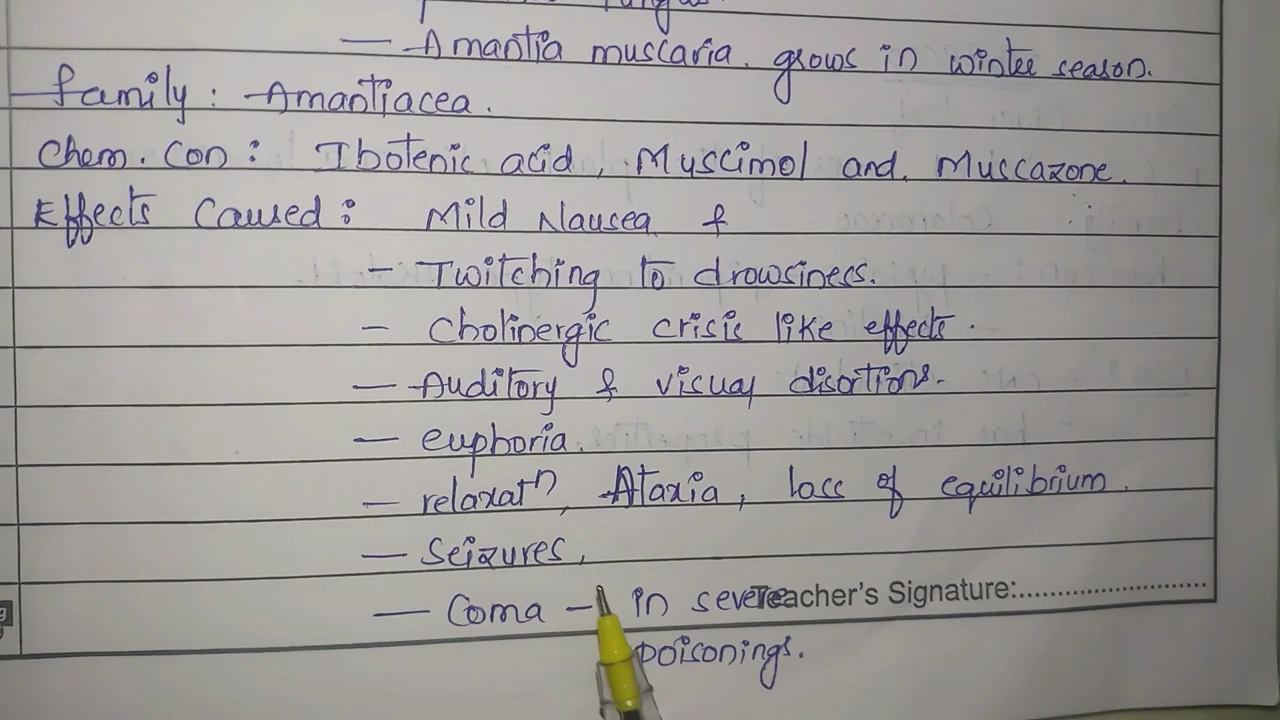 fungus.
— Amantia muscaria. grows in winter season.
family : Amantiacea.
Chem. Con : Ibotenic acid, Muscimol and Muscazone.
Effects Caused : Mild Nausea &
– Twitching to drowsiness.
– Cholinergic crisis like effects.
— Auditory & visual disortions.
— euphoria.
— relaxatn, Ataxia, loss of equilibrium.
— Seizures,
— Coma – in severe
Teacher's Signature:
poisonings.